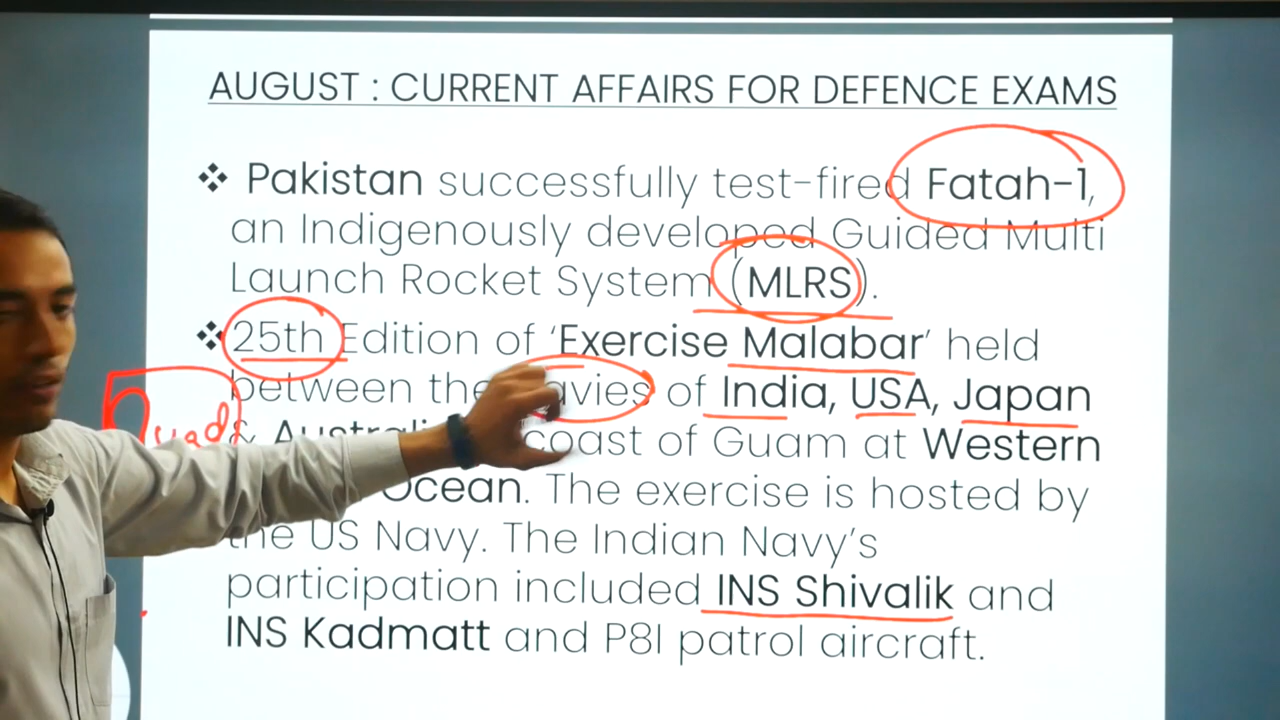 AUGUST : CURRENT AFFAIRS FOR DEFENCE EXAMS
❖ Pakistan successfully test-fired Fatah-1,
an Indigenously developed Guided Multi
Launch Rocket System (MLRS).
❖ 25th Edition of ‘Exercise Malabar’ held
between the navies of India, USA, Japan
Quad & coast of Guam at Western
Ocean. The exercise is hosted by
the US Navy. The Indian Navy’s
participation included INS Shivalik and
INS Kadmatt and P8I patrol aircraft.